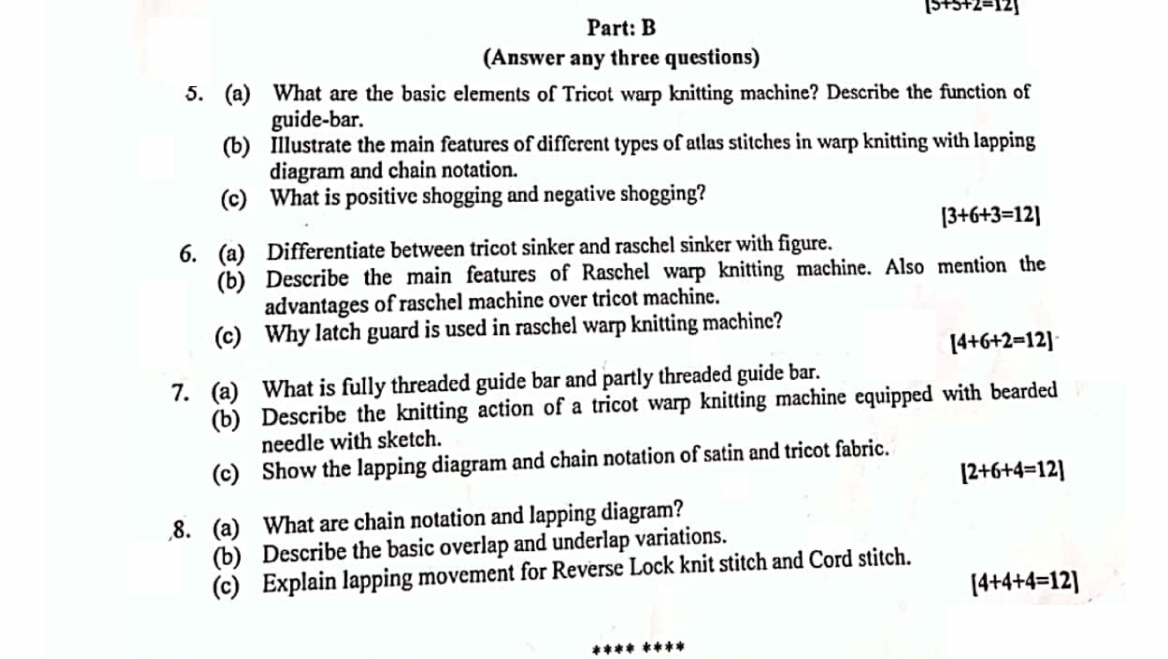 [5+5+2=12]
Part: B
(Answer any three questions)
5. (a) What are the basic elements of Tricot warp knitting machine? Describe the function of
guide-bar.
(b) Illustrate the main features of different types of atlas stitches in warp knitting with lapping
diagram and chain notation.
(c) What is positive shogging and negative shogging?
[3+6+3=12]
6. (a) Differentiate between tricot sinker and raschel sinker with figure.
(b) Describe the main features of Raschel warp knitting machine. Also mention the
advantages of raschel machine over tricot machine.
(c) Why latch guard is used in raschel warp knitting machine?
[4+6+2=12]
7. (a) What is fully threaded guide bar and partly threaded guide bar.
(b) Describe the knitting action of a tricot warp knitting machine equipped with bearded
needle with sketch.
(c) Show the lapping diagram and chain notation of satin and tricot fabric.
[2+6+4=12]
8. (a) What are chain notation and lapping diagram?
(b) Describe the basic overlap and underlap variations.
(c) Explain lapping movement for Reverse Lock knit stitch and Cord stitch.
[4+4+4=12]
**** ****